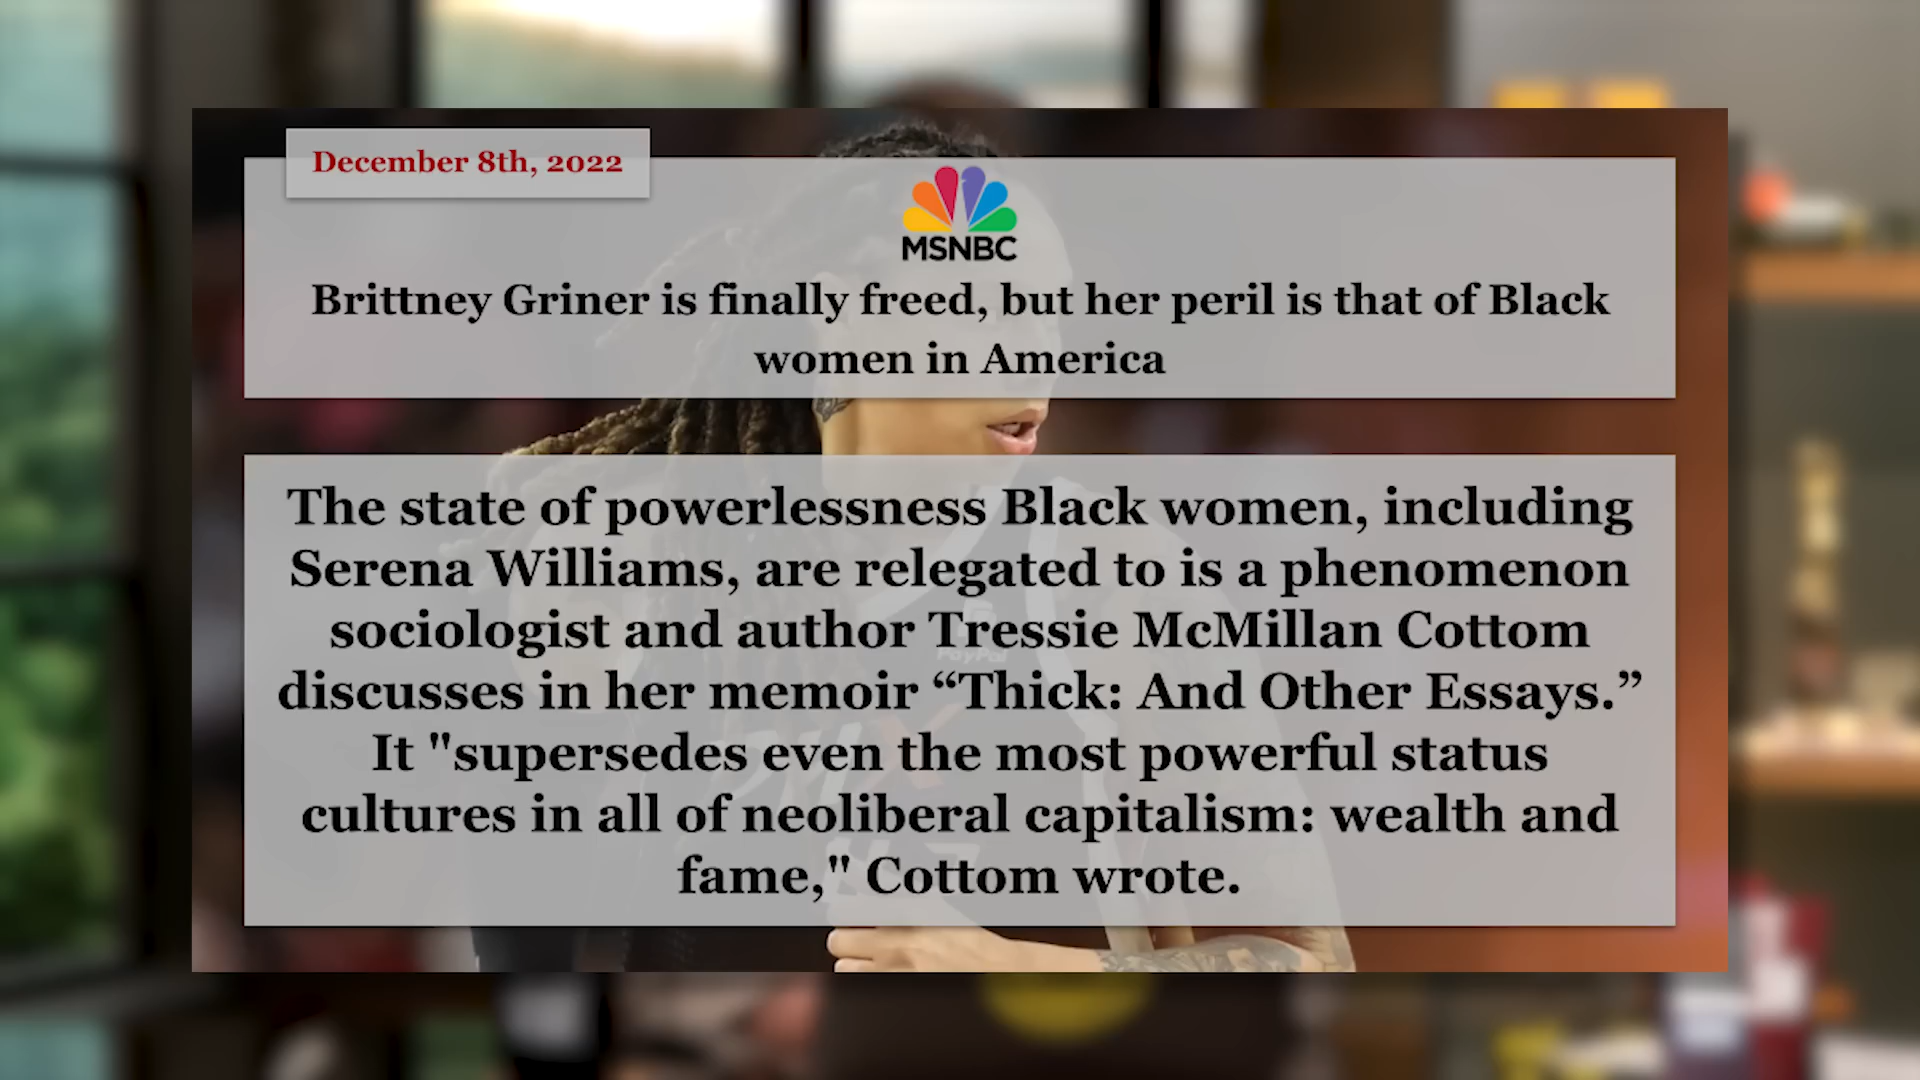 December 8th, 2022
MSNBC
Brittney Griner is finally freed, but her peril is that of Black
women in America
The state of powerlessness Black women, including
Serena Williams, are relegated to is a phenomenon
sociologist and author Tressie McMillan Cottom
discusses in her memoir “Thick: And Other Essays.”
It "supersedes even the most powerful status
cultures in all of neoliberal capitalism: wealth and
fame," Cottom wrote.
PayPal